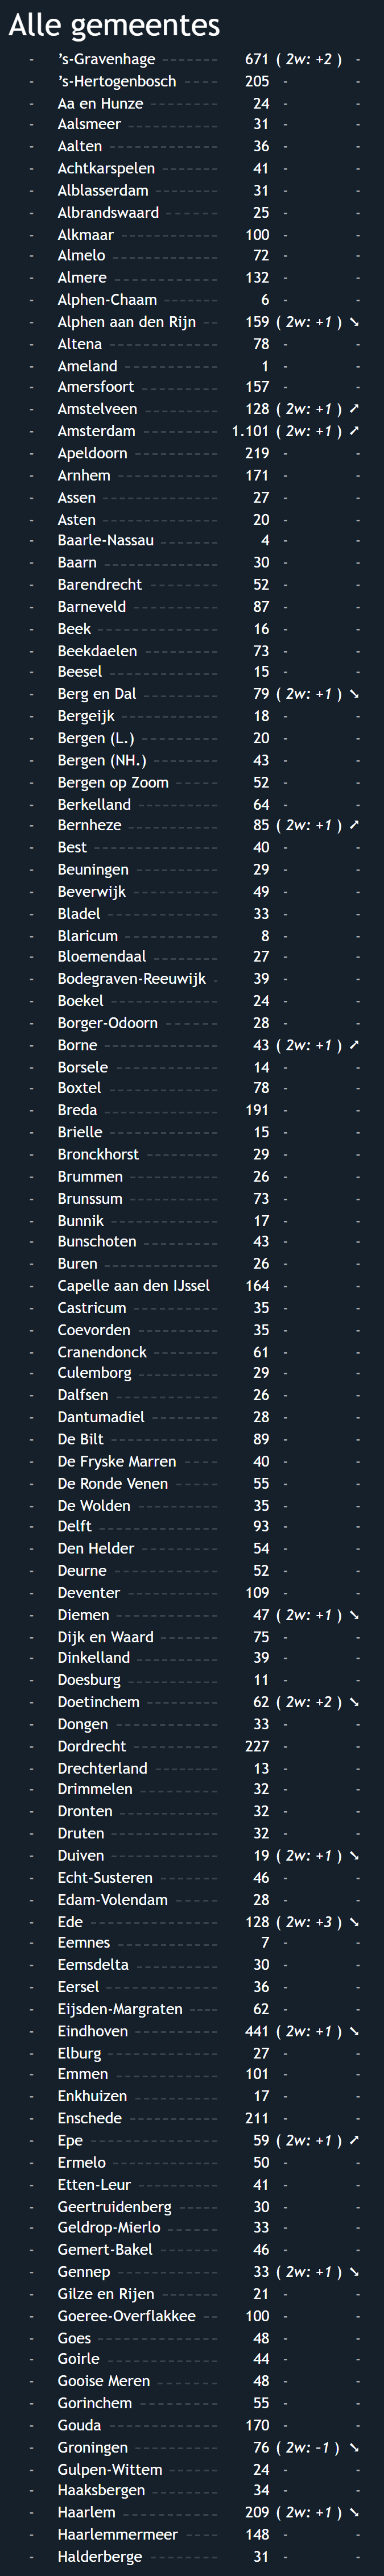 Alle gemeentes
- 's-Gravenhage 671 ( 2w: +2 ) -
- 's-Hertogenbosch 205 - -
- Aa en Hunze 24 - -
- Aalsmeer 31 - -
- Aalten 36 - -
- Achtkarspelen 41 - -
- Alblasserdam 31 - -
- Albrandswaard 25 - -
- Alkmaar 100 - -
- Almelo 72 - -
- Almere 132 - -
- Alphen-Chaam 6 - -
- Alphen aan den Rijn 159 ( 2w: +1 ) ➘
- Altena 78 - -
- Ameland 1 - -
- Amersfoort 157 - -
- Amstelveen 128 ( 2w: +1 ) ➚
- Amsterdam 1.101 ( 2w: +1 ) ➚
- Apeldoorn 219 - -
- Arnhem 171 - -
- Assen 27 - -
- Asten 20 - -
- Baarle-Nassau 4 - -
- Baarn 30 - -
- Barendrecht 52 - -
- Barneveld 87 - -
- Beek 16 - -
- Beekdaelen 73 - -
- Beesel 15 - -
- Berg en Dal 79 ( 2w: +1 ) ➘
- Bergeijk 18 - -
- Bergen (L.) 20 - -
- Bergen (NH.) 43 - -
- Bergen op Zoom 52 - -
- Berkelland 64 - -
- Bernheze 85 ( 2w: +1 ) ➚
- Best 40 - -
- Beuningen 29 - -
- Beverwijk 49 - -
- Bladel 33 - -
- Blaricum 8 - -
- Bloemendaal 27 - -
- Bodegraven-Reeuwijk 39 - -
- Boekel 24 - -
- Borger-Odoorn 28 - -
- Borne 43 ( 2w: +1 ) ➚
- Borsele 14 - -
- Boxtel 78 - -
- Breda 191 - -
- Brielle 15 - -
- Bronckhorst 29 - -
- Brummen 26 - -
- Brunssum 73 - -
- Bunnik 17 - -
- Bunschoten 43 - -
- Buren 26 - -
- Capelle aan den IJssel 164 - -
- Castricum 35 - -
- Coevorden 35 - -
- Cranendonck 61 - -
- Culemborg 29 - -
- Dalfsen 26 - -
- Dantumadiel 28 - -
- De Bilt 89 - -
- De Fryske Marren 40 - -
- De Ronde Venen 55 - -
- De Wolden 35 - -
- Delft 93 - -
- Den Helder 54 - -
- Deurne 52 - -
- Deventer 109 - -
- Diemen 47 ( 2w: +1 ) ➘
- Dijk en Waard 75 - -
- Dinkelland 39 - -
- Doesburg 11 - -
- Doetinchem 62 ( 2w: +2 ) ➘
- Dongen 33 - -
- Dordrecht 227 - -
- Drechterland 13 - -
- Drimmelen 32 - -
- Dronten 32 - -
- Druten 32 - -
- Duiven 19 ( 2w: +1 ) ➘
- Echt-Susteren 46 - -
- Edam-Volendam 28 - -
- Ede 128 ( 2w: +3 ) ➘
- Eemnes 7 - -
- Eemsdelta 30 - -
- Eersel 36 - -
- Eijsden-Margraten 62 - -
- Eindhoven 441 ( 2w: +1 ) ➘
- Elburg 27 - -
- Emmen 101 - -
- Enkhuizen 17 - -
- Enschede 211 - -
- Epe 59 ( 2w: +1 ) ➚
- Ermelo 50 - -
- Etten-Leur 41 - -
- Geertruidenberg 30 - -
- Geldrop-Mierlo 33 - -
- Gemert-Bakel 46 - -
- Gennep 33 ( 2w: +1 ) ➘
- Gilze en Rijen 21 - -
- Goeree-Overflakkee 100 - -
- Goes 48 - -
- Goirle 44 - -
- Gooise Meren 48 - -
- Gorinchem 55 - -
- Gouda 170 - -
- Groningen 76 ( 2w: -1 ) ➘
- Gulpen-Wittem 24 - -
- Haaksbergen 34 - -
- Haarlem 209 ( 2w: +1 ) ➘
- Haarlemmermeer 148 - -
- Halderberge 31 - -